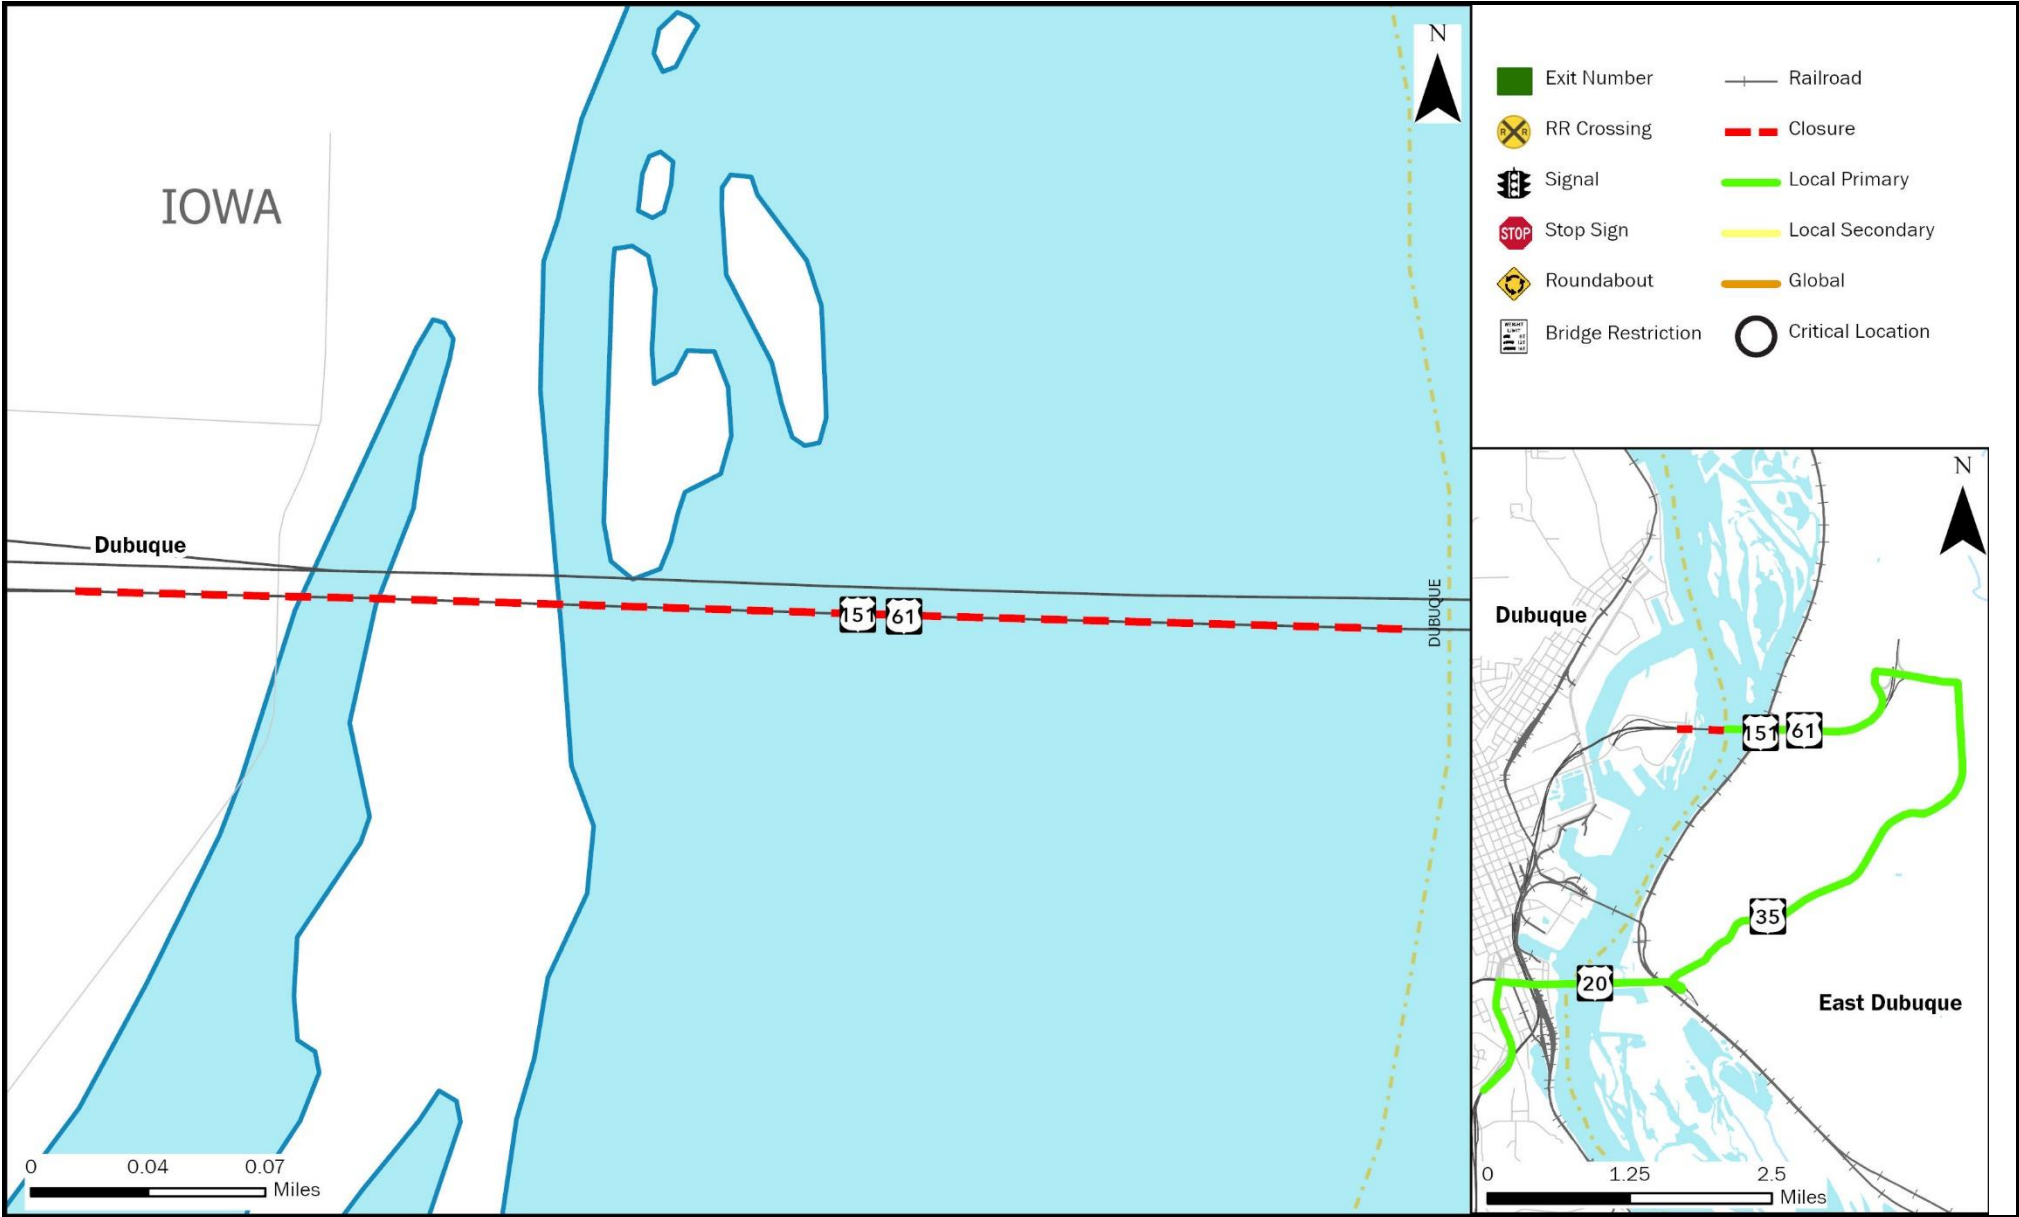 N
IOWA
Dubuque
151 61
DUBUQUE
0 0.04 0.07
Miles
Exit Number
RR Crossing
R R
Signal
Stop Sign
STOP
Roundabout
Bridge Restriction
WEIGHT
LIMIT
Railroad
Closure
Local Primary
Local Secondary
Global
Critical Location
N
Dubuque
151 61
35
20
East Dubuque
0 1.25 2.5
Miles